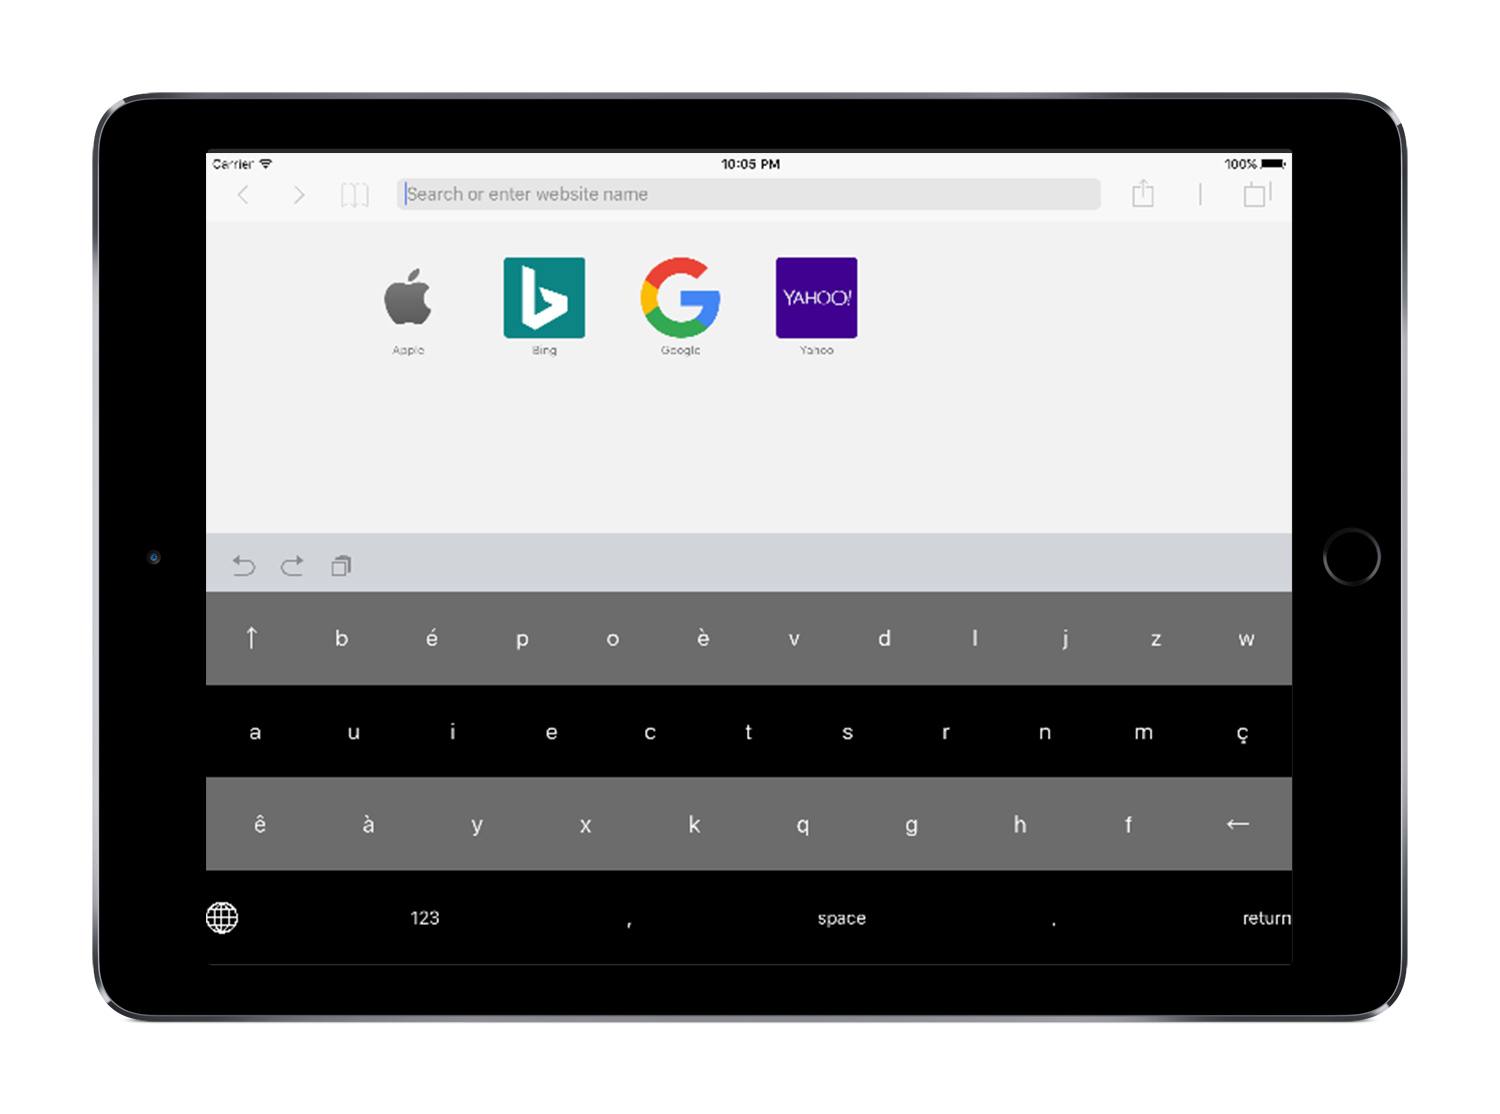 Carrier 10:05 PM 100%
Search or enter website name
YAHOO!
Apple Bing Google Yahoo
↑ b é p o è v d l j z w
a u i e c t s r n m ç
ê à y x k q g h f ←
123 , space . return